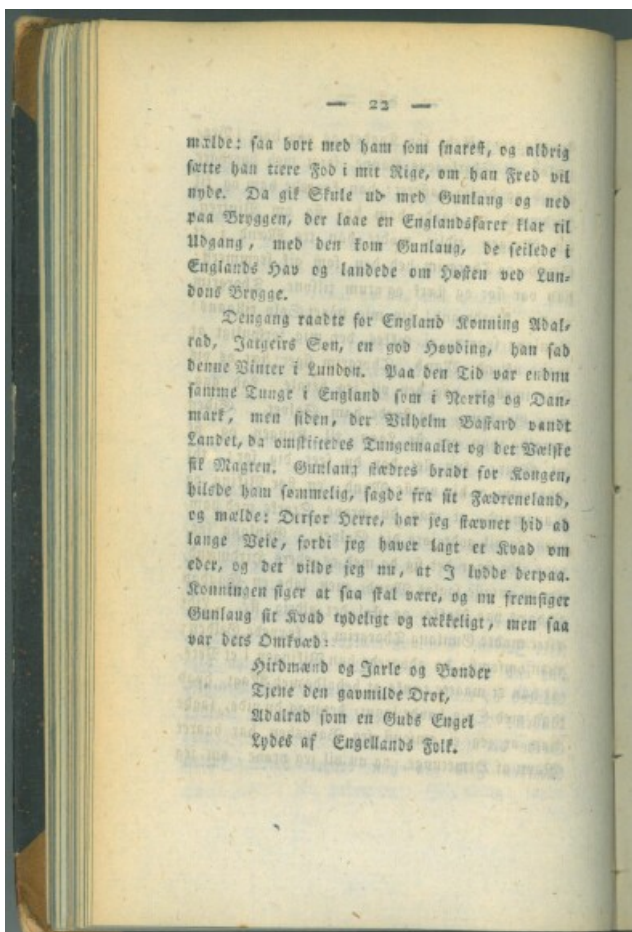 — 22 —
mælde: saa bort med ham som snarest, og aldrig
sætte han tiere Fod i mit Rige, om han Fred vil
nyde. Da gik Skule ud med Gunlaug og ned
paa Bryggen, der laae en Englandsfarer klar til
Udgang, med den kom Gunlaug, de seilede i
Englands Hav og landede om Høsten ved Lun-
dons Brygge.
Dengang raadte for England Konning Adal-
rad, Jatgeirs Søn, en god Høvding, han sad
denne Vinter i Lundon. Paa den Tid var endnu
samme Tunge i England som i Norrig og Dan-
mark, men siden, der Vilhelm Bastard vandt
Landet, da omskiftedes Tungemaalet og det Vælske
fik Magten. Gunlaug stædtes bradt for Kongen,
hilsde ham sømmelig, sagde fra sit Fædreneland,
og mælde: Derfor Herre, har jeg stævnet hid ad
lange Veie, fordi jeg haver lagt et Kvad om
eder, og det vilde jeg nu, at I lydde derpaa.
Konningen siger at saa skal være, og nu fremsiger
Gunlaug sit Kvad tydeligt og tækkeligt, men saa
var dets Omkvæd:
Hirdmænd og Jarle og Bønder
Tjene den gavmilde Drot,
Adalrad som en Guds Engel
Lydes af Engellands Folk.